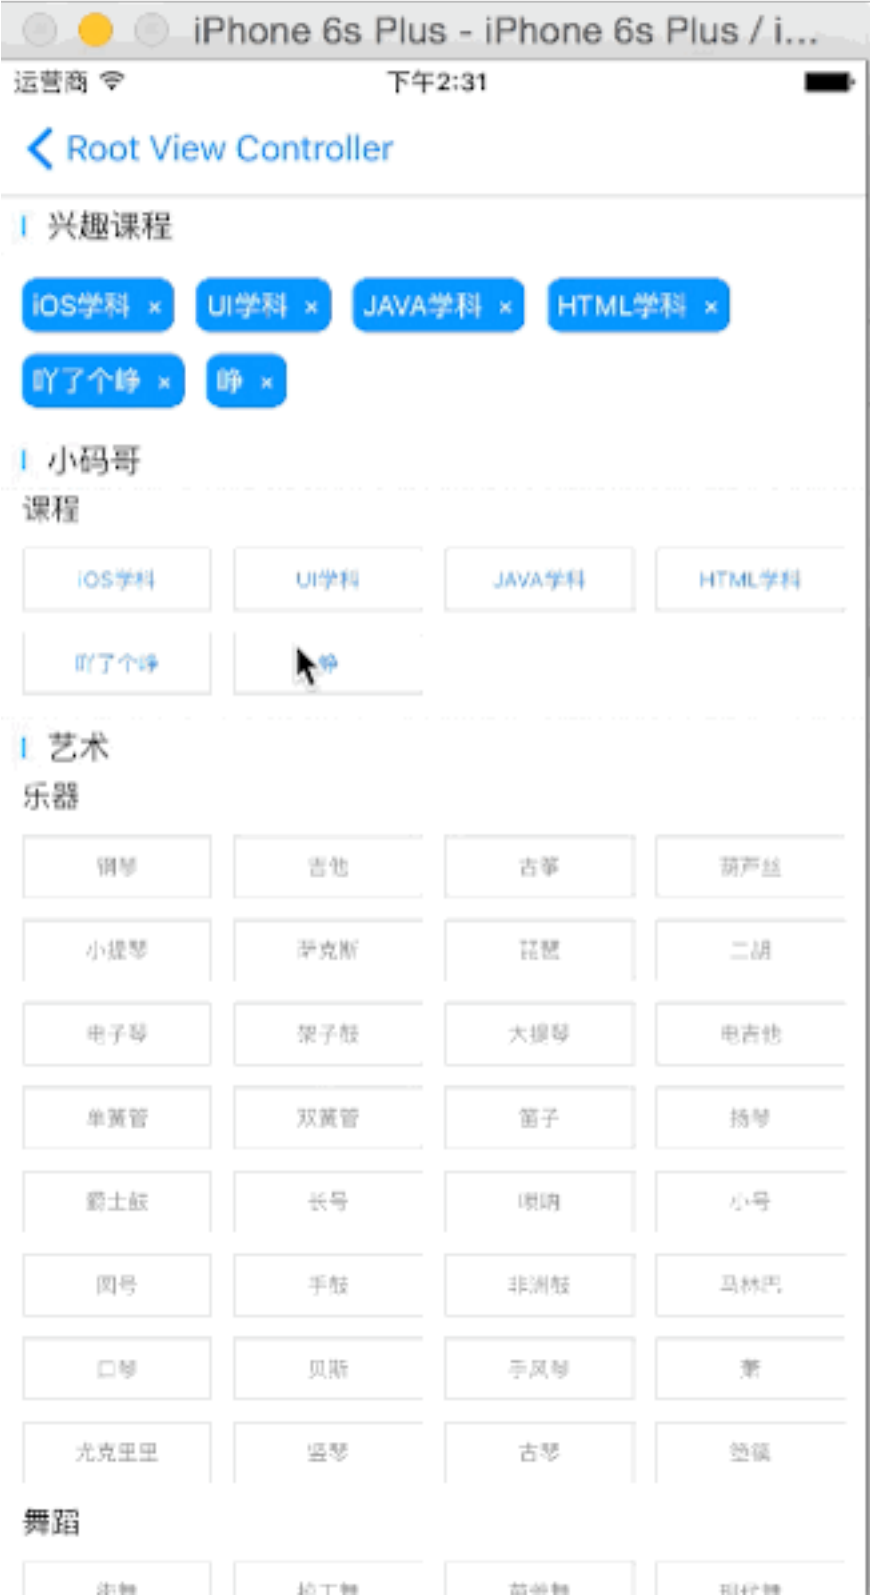 iPhone 6s Plus - iPhone 6s Plus / i...
运营商 下午2:31
Root View Controller
兴趣课程
iOS学科 × UI学科 × JAVA学科 × HTML学科 ×
吖了个峥 × 峥 ×
小码哥
课程
iOS学科 UI学科 JAVA学科 HTML学科
吖了个峥 峥
艺术
乐器
钢琴 吉他 古筝 葫芦丝
小提琴 萨克斯 琵琶 二胡
电子琴 架子鼓 大提琴 电吉他
单簧管 双簧管 笛子 扬琴
爵士鼓 长号 唢呐 小号
圆号 手鼓 非洲鼓 马林巴
口琴 贝斯 手风琴 萧
尤克里里 竖琴 古琴
舞蹈
街舞